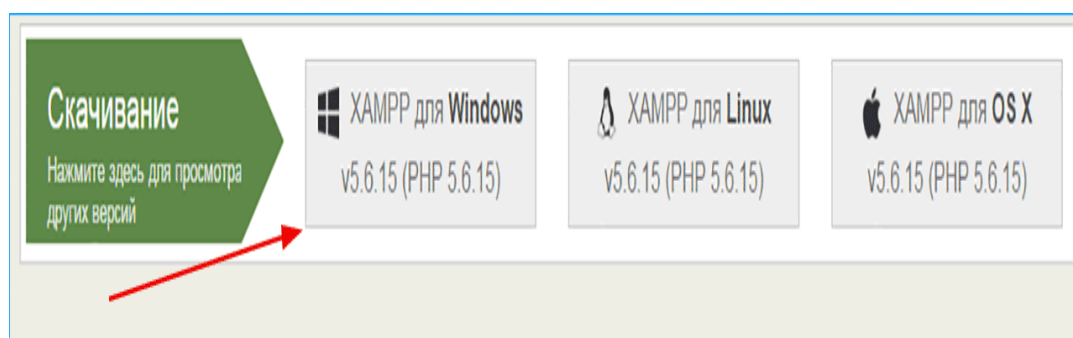 Скачивание
Нажмите здесь для просмотра
других версий
XAMPP для Windows
v5.6.15 (PHP 5.6.15)
XAMPP для Linux
v5.6.15 (PHP 5.6.15)
XAMPP для OS X
v5.6.15 (PHP 5.6.15)